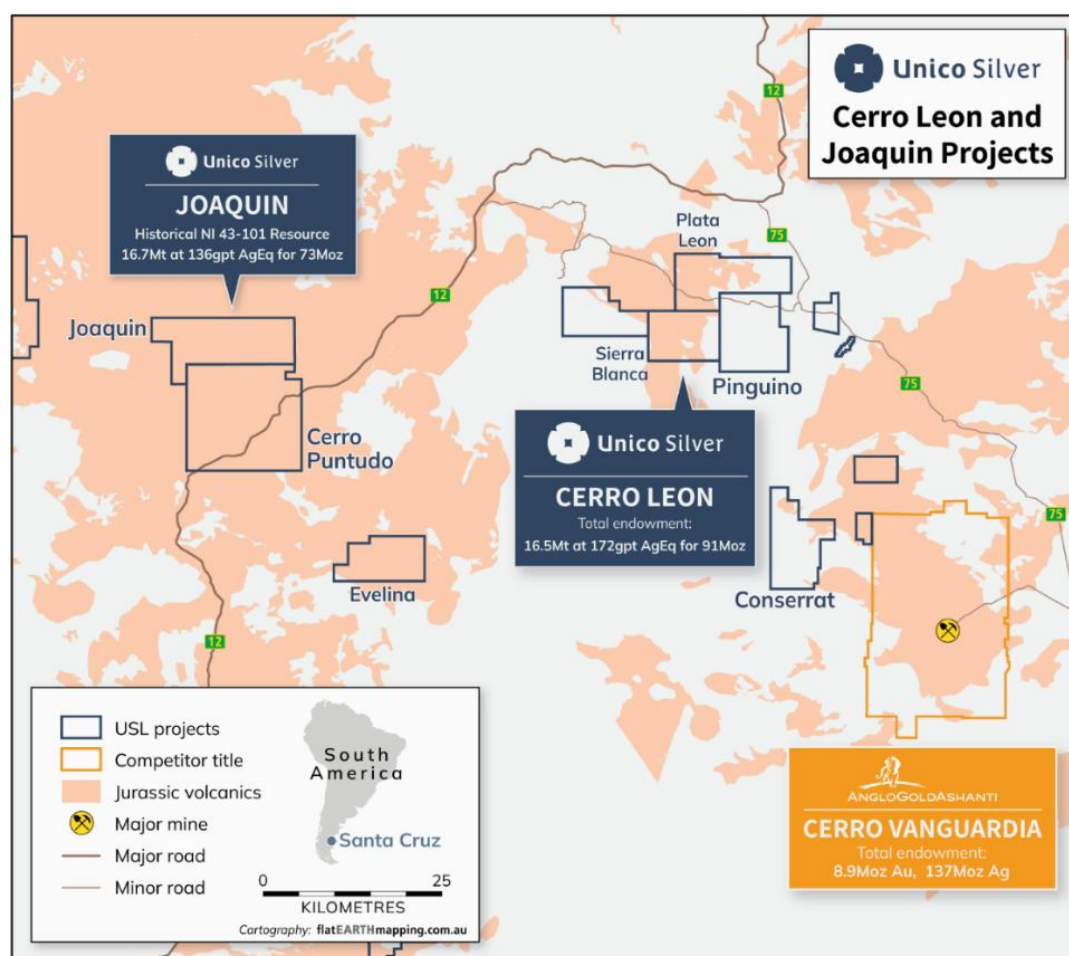 Unico Silver
Cerro Leon and
Joaquin Projects
12
Unico Silver
JOAQUIN
Historical NI 43-101 Resource
16.7Mt at 136gpt AgEq for 73Moz
Plata
Leon
75
12
Joaquin
Sierra
Blanca
Pinguino
75
Cerro
Puntudo
Unico Silver
CERRO LEON
Total endowment:
16.5Mt at 172gpt AgEq for 91Moz
75
Evelina
Conserrat
12
USL projects
Competitor title
Jurassic volcanics
Major mine
Major road
Minor road
South
America
Santa Cruz
0 25
KILOMETRES
Cartography: flatEARTHmapping.com.au
ANGLOGOLDASHANTI
CERRO VANGUARDIA
Total endowment:
8.9Moz Au, 137Moz Ag